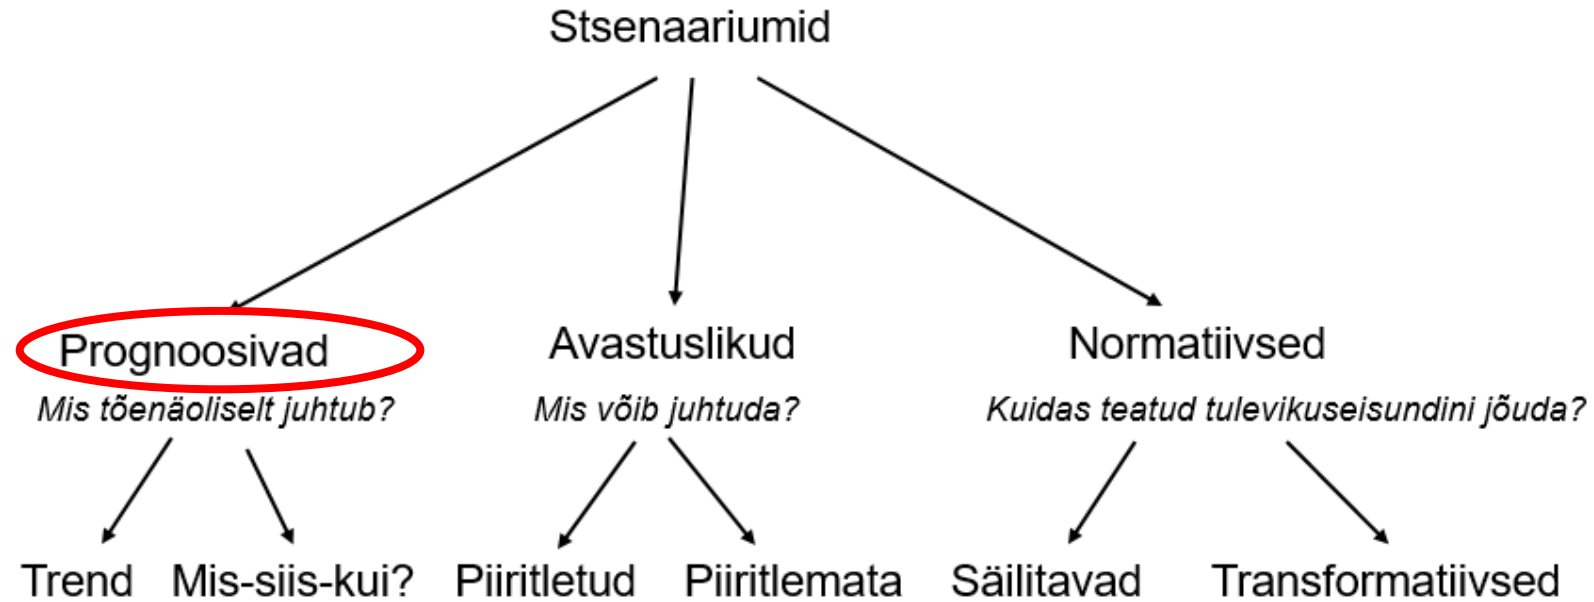 Stsenaariumid
Prognoosivad
Avastuslikud
Normatiivsed
Mis tõenäoliselt juhtub?
Mis võib juhtuda?
Kuidas teatud tulevikuseisundini jõuda?
Trend
Mis-siis-kui?
Piiritletud
Piiritlemata
Säilitavad
Transformatiivsed